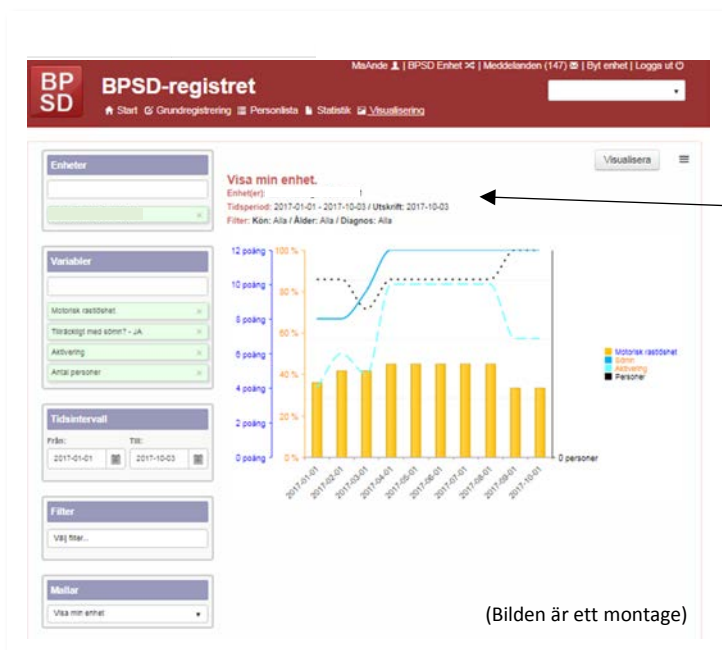 MaAnde | BPSD Enhet | Meddelanden (147) | Byt enhet | Logga ut
BP
SD
BPSD-registret
Start Grundregistrering Personlista Statistik Visualisering
Enheter
Variabler
Motorisk rastlöshet
Tillräckligt med sömn? - JA
Aktivering
Antal personer
Tidsintervall
Från: Till:
2017-01-01 2017-10-03
Filter
Välj filter...
Mallar
Visa min enhet
Visualisera
Visa min enhet.
Enhet(er):
Tidsperiod: 2017-01-01 - 2017-10-03 / Utskrift: 2017-10-03
Filter: Kön: Alla / Ålder: Alla / Diagnos: Alla
12 poäng 100 %
10 poäng
80 %
8 poäng
60 %
6 poäng
40 %
4 poäng
20 %
2 poäng
0 poäng 0 %
0 personer
2017-01-01
2017-02-01
2017-03-01
2017-04-01
2017-05-01
2017-06-01
2017-07-01
2017-08-01
2017-09-01
2017-10-01
Motorisk rastlöshet
Sömn
Aktivering
Personer
(Bilden är ett montage)